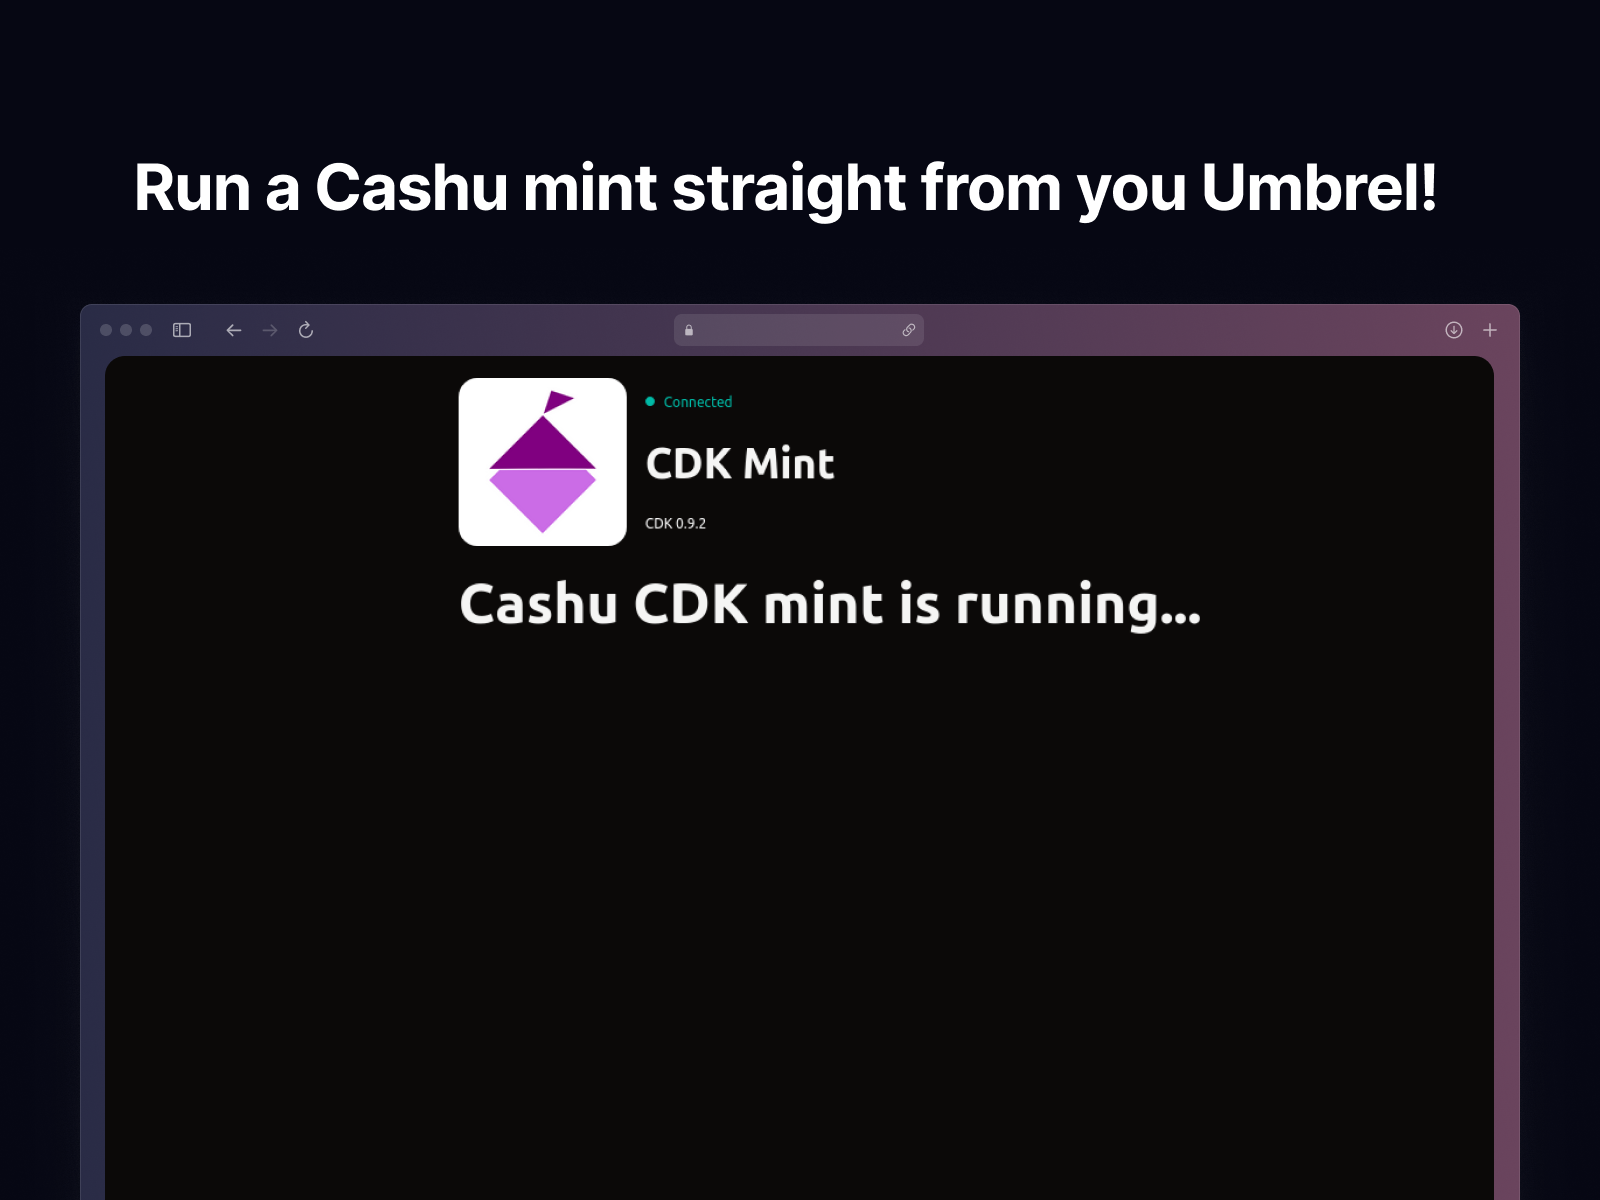 Run a Cashu mint straight from you Umbrel!
Connected
CDK Mint
CDK 0.9.2
Cashu CDK mint is running...